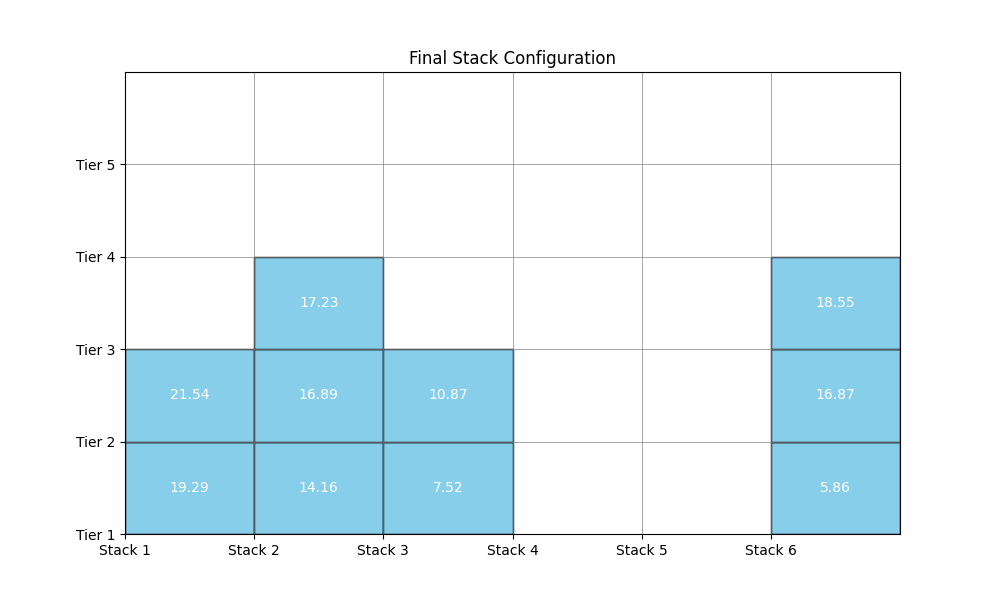 Final Stack Configuration
Tier 5
Tier 4
17.23 18.55
Tier 3
21.54 16.89 10.87 16.87
Tier 2
19.29 14.16 7.52 5.86
Tier 1
Stack 1 Stack 2 Stack 3 Stack 4 Stack 5 Stack 6